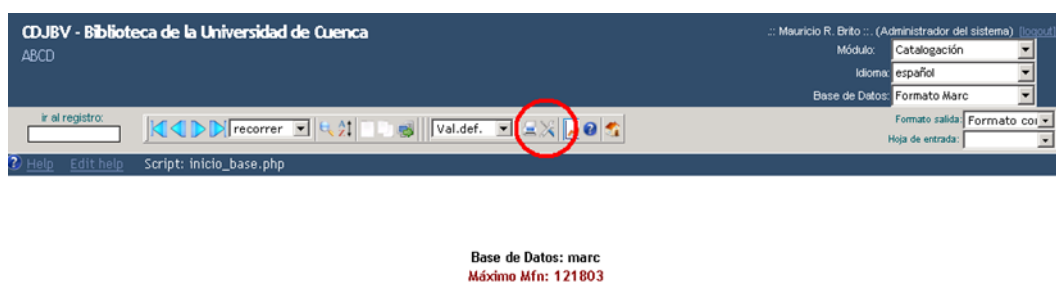 CDJBV - Biblioteca de la Universidad de Cuenca
ABCD
.:: Mauricio R. Brito ::. (Administrador del sistema) [logout]
Módulo: Catalogación
Idioma: español
Base de Datos: Formato Marc
ir al registro:
recorrer
Val.def.
Formato salida: Formato co
Hoja de entrada:
Help Edit help Script: inicio_base.php
Base de Datos: marc
Máximo Mfn: 121803